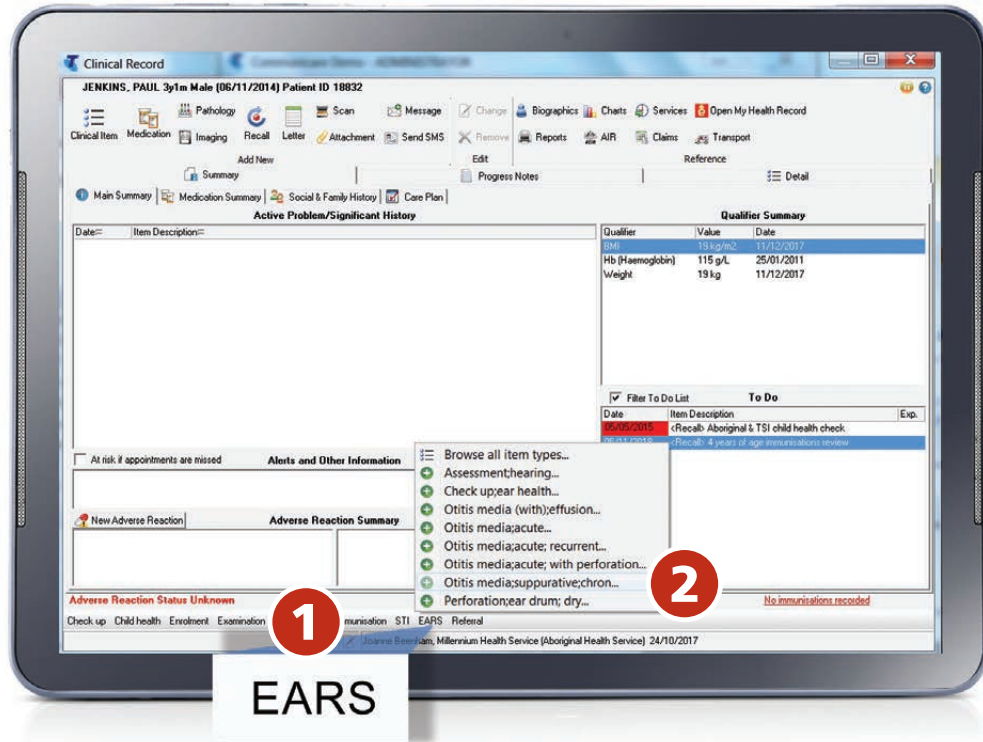 Clinical Record
JENKINS, PAUL 3y1m Male (06/11/2014) Patient ID 18832
Pathology Scan Message Change Biographics Charts Services Open My Health Record
Clinical Item Medication Imaging Recall Letter Attachment Send SMS Remove Reports AIR Claims Transport
Add New Edit Reference
Summary Progress Notes Detail
Main Summary Medication Summary Social & Family History Care Plan
Active Problem/Significant History Qualifier Summary
Date= Item Description= Qualifier Value Date
BMI 19 kg/m2 11/12/2017
Hb (Haemoglobin) 115 g/L 25/01/2011
Weight 19 kg 11/12/2017
Filter To Do List To Do
Date Item Description Exp.
05/05/2015 <Recall> Aboriginal & TSI child health check
<Recall> 4 years of age immunisations review
At risk if appointments are missed Alerts and Other Information
New Adverse Reaction Adverse Reaction Summary
Browse all item types...
Assessment;hearing...
Check up;ear health...
Otitis media (with);effusion...
Otitis media;acute...
Otitis media;acute; recurrent...
Otitis media;acute; with perforation...
Otitis media;suppurative;chron...
Perforation;ear drum; dry...
2
Adverse Reaction Status Unknown No immunisations recorded
1
Check up Child health Enrolment Examination munisation STI EARS Referral
Millennium Health Service (Aboriginal Health Service) 24/10/2017
EARS